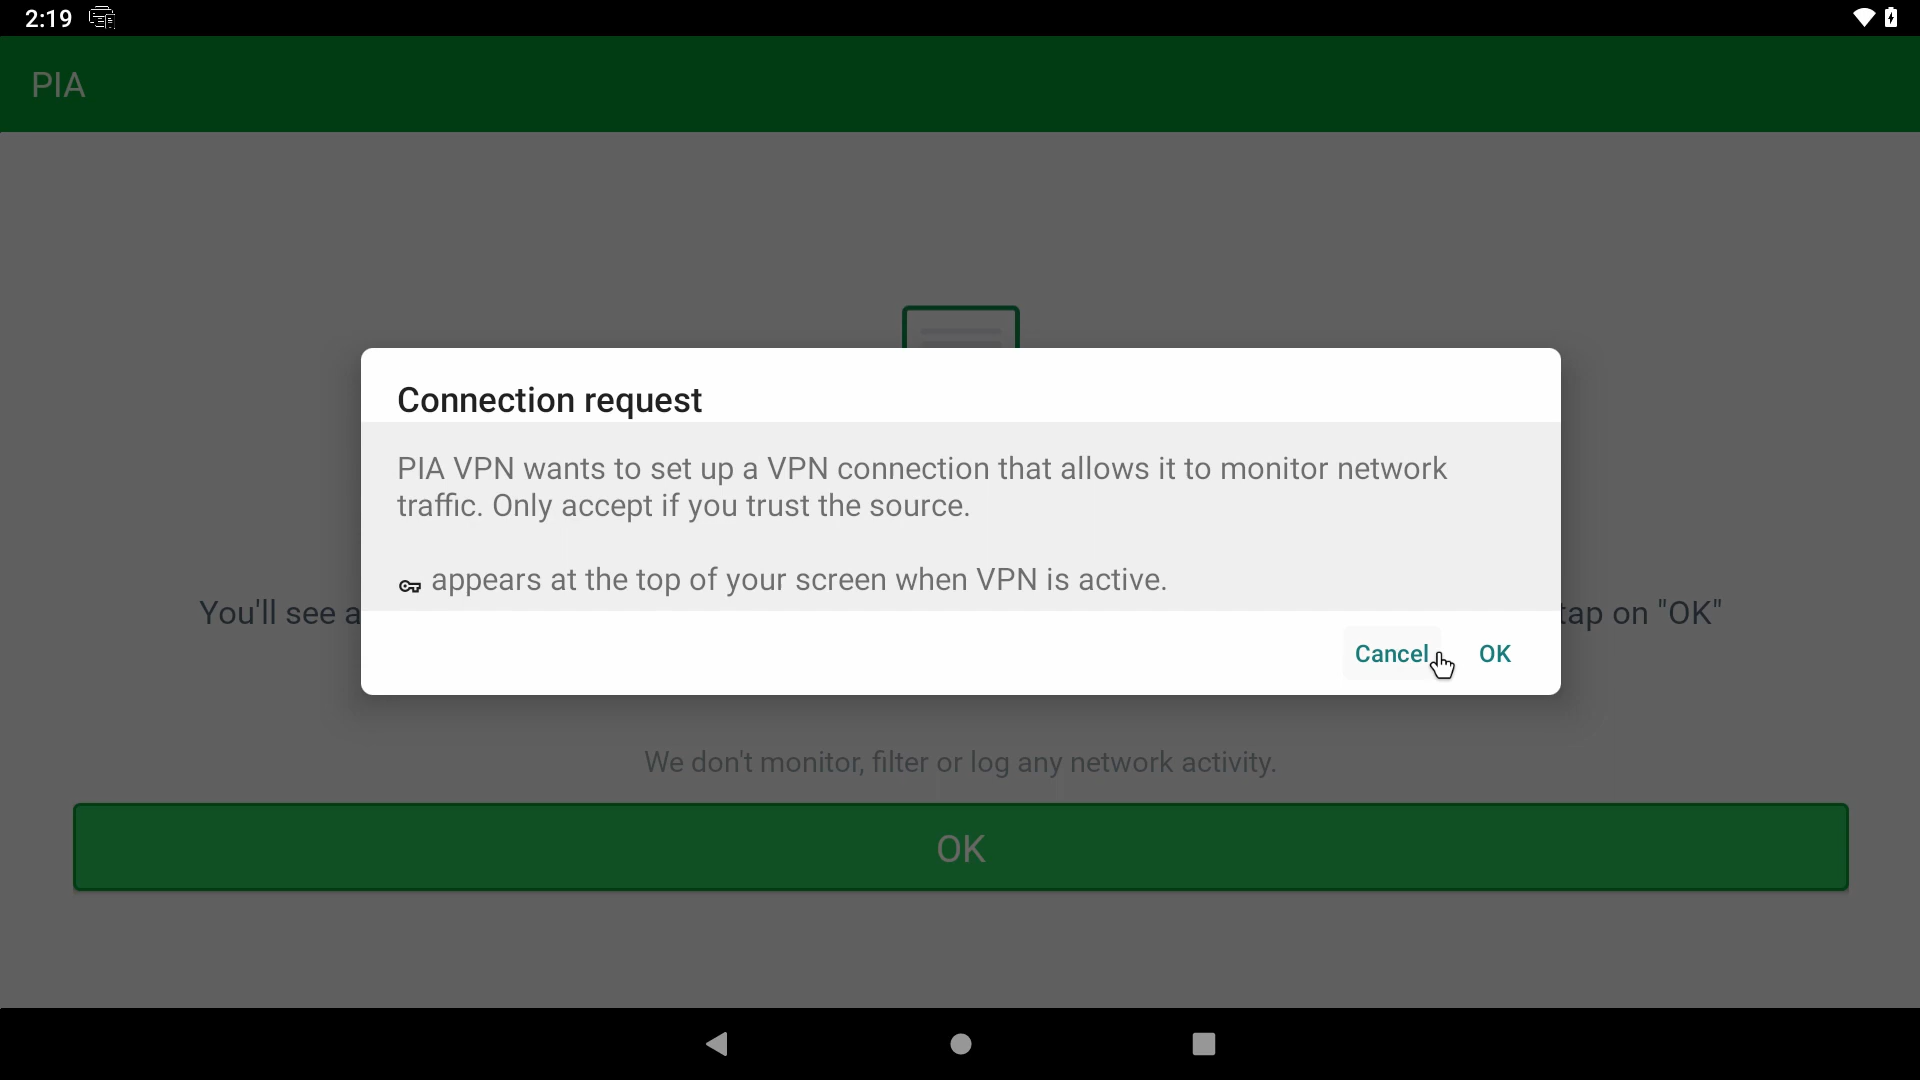 2:19
PIA
Connection request
PIA VPN wants to set up a VPN connection that allows it to monitor network
traffic. Only accept if you trust the source.
appears at the top of your screen when VPN is active.
You'll see a
tap on "OK"
Cancel
OK
We don't monitor, filter or log any network activity.
OK